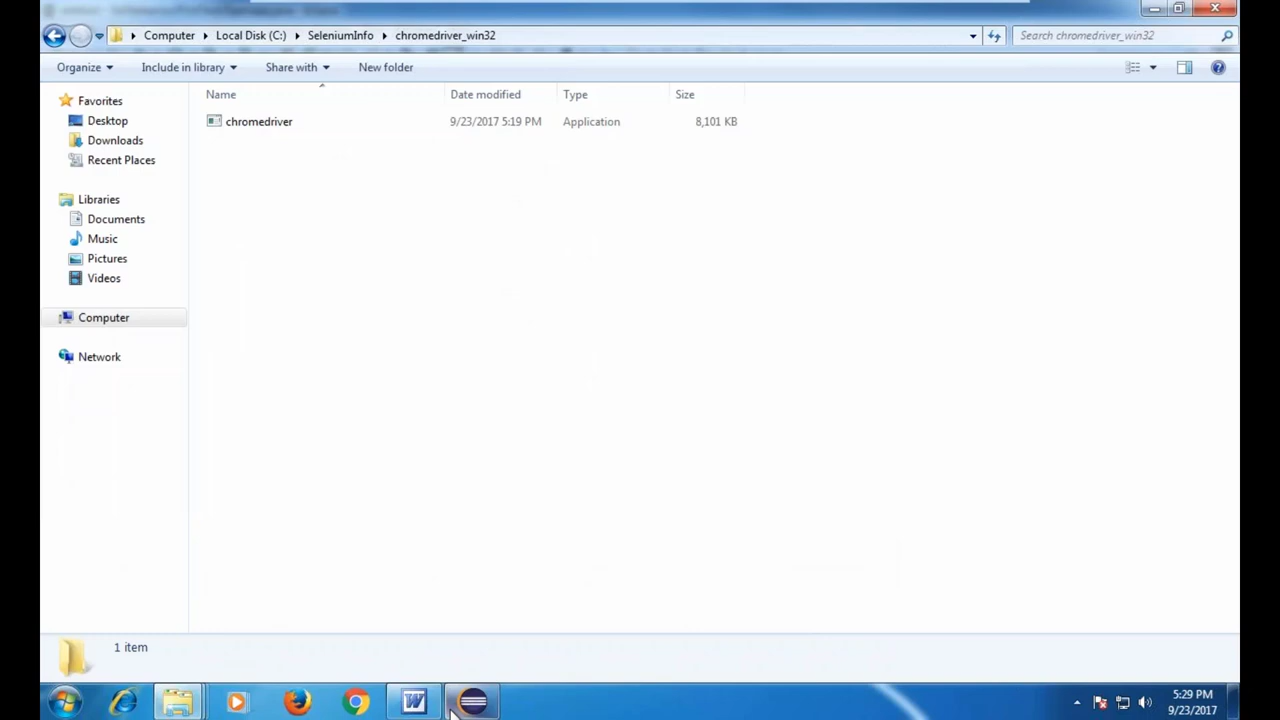 Computer Local Disk (C:) SeleniumInfo chromedriver_win32 Search chromedriver_win32
Organize Include in library Share with New folder
Name Date modified Type Size
chromedriver 9/23/2017 5:19 PM Application 8,101 KB
Favorites
Desktop
Downloads
Recent Places
Libraries
Documents
Music
Pictures
Videos
Computer
Network
1 item
5:29 PM
9/23/2017